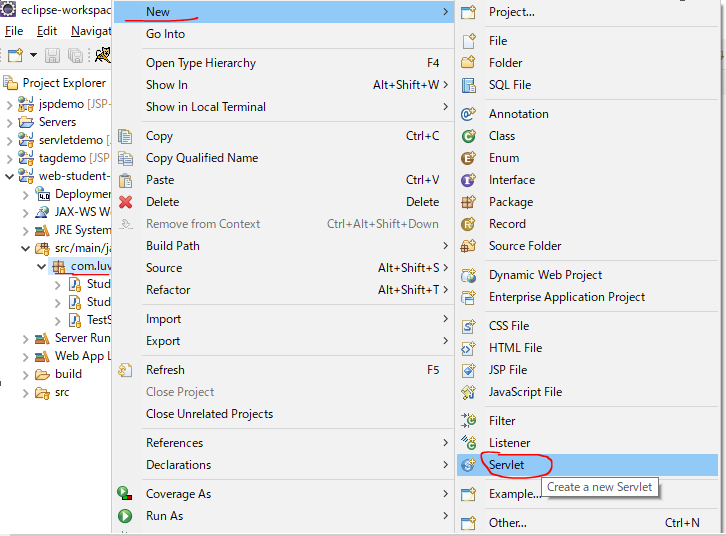 eclipse-workspac
File Edit Navigat
Project Explorer
jspdemo [JSP-
Servers
servletdemo [JSP
tagdemo [JSP-
web-student-
Deploymen
JAX-WS W
JRE System
src/main/ja
com.luv
Stud
Stud
TestS
Server Run
Web App L
build
src
New
Go Into
Open Type Hierarchy F4
Show In Alt+Shift+W
Show in Local Terminal
Copy Ctrl+C
Copy Qualified Name
Paste Ctrl+V
Delete Delete
Remove from Context Ctrl+Alt+Shift+Down
Build Path
Source Alt+Shift+S
Refactor Alt+Shift+T
Import
Export
Refresh F5
Close Project
Close Unrelated Projects
References
Declarations
Coverage As
Run As
Project...
File
Folder
SQL File
Annotation
Class
Enum
Interface
Package
Record
Source Folder
Dynamic Web Project
Enterprise Application Project
CSS File
HTML File
JSP File
JavaScript File
Filter
Listener
Servlet
Create a new Servlet
Example...
Other... Ctrl+N